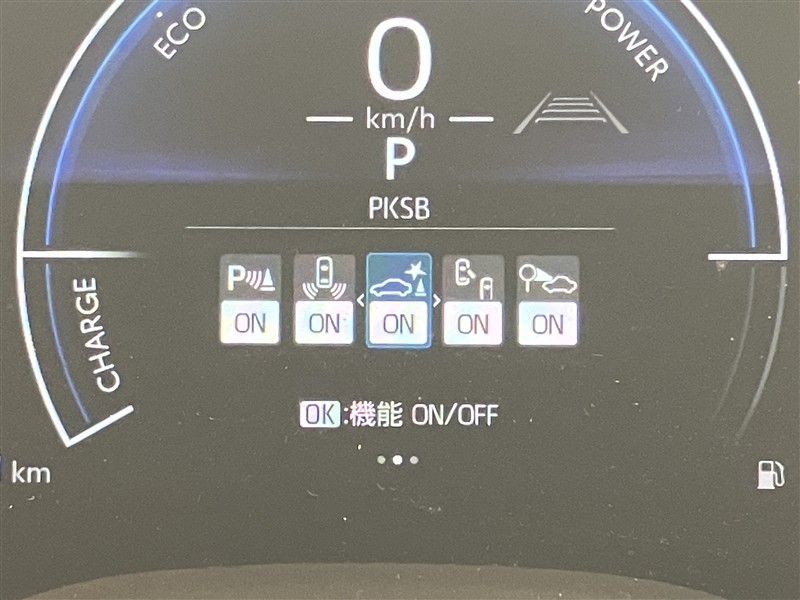 ECO
POWER
0
km/h
P
PKSB
P
ON ON ON ON ON
CHARGE
OK:機能 ON/OFF
km